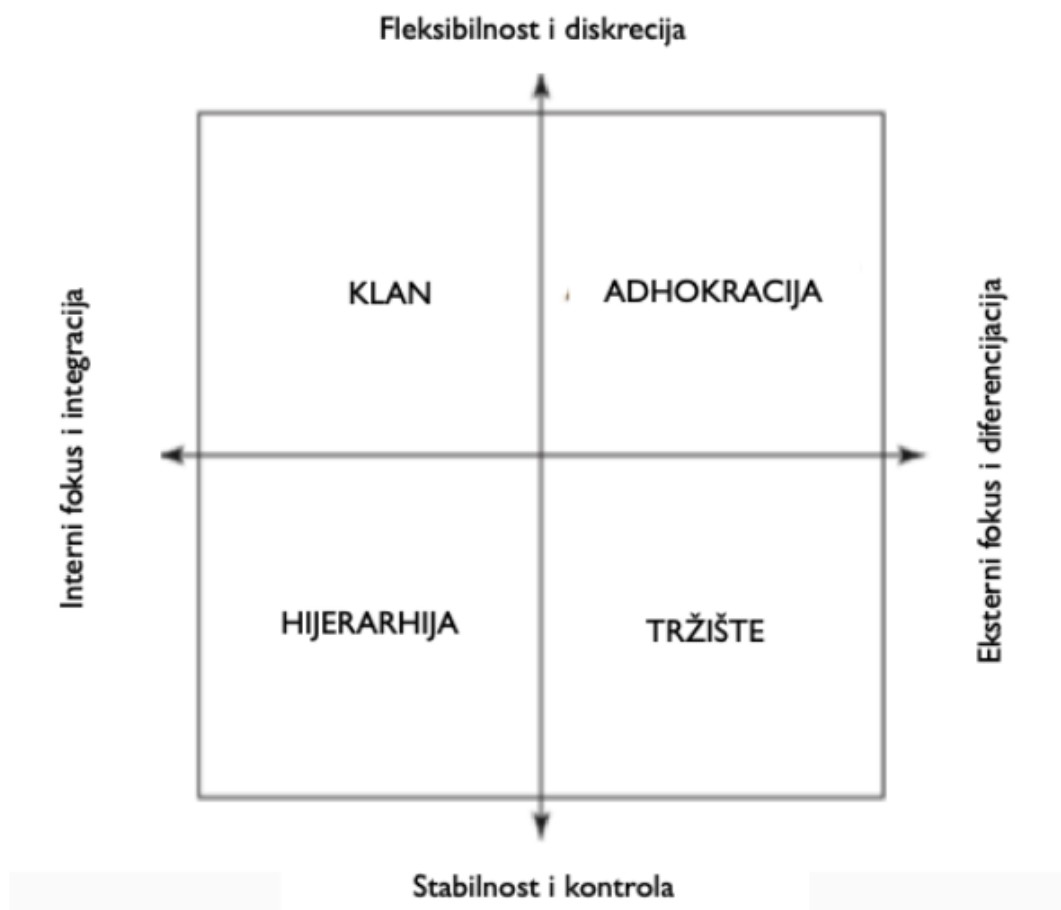 Fleksibilnost i diskrecija
KLAN
ADHOKRACIJA
Interni fokus i integracija
Eksterni fokus i diferencijacija
HIJERARHIJA
TRŽIŠTE
Stabilnost i kontrola